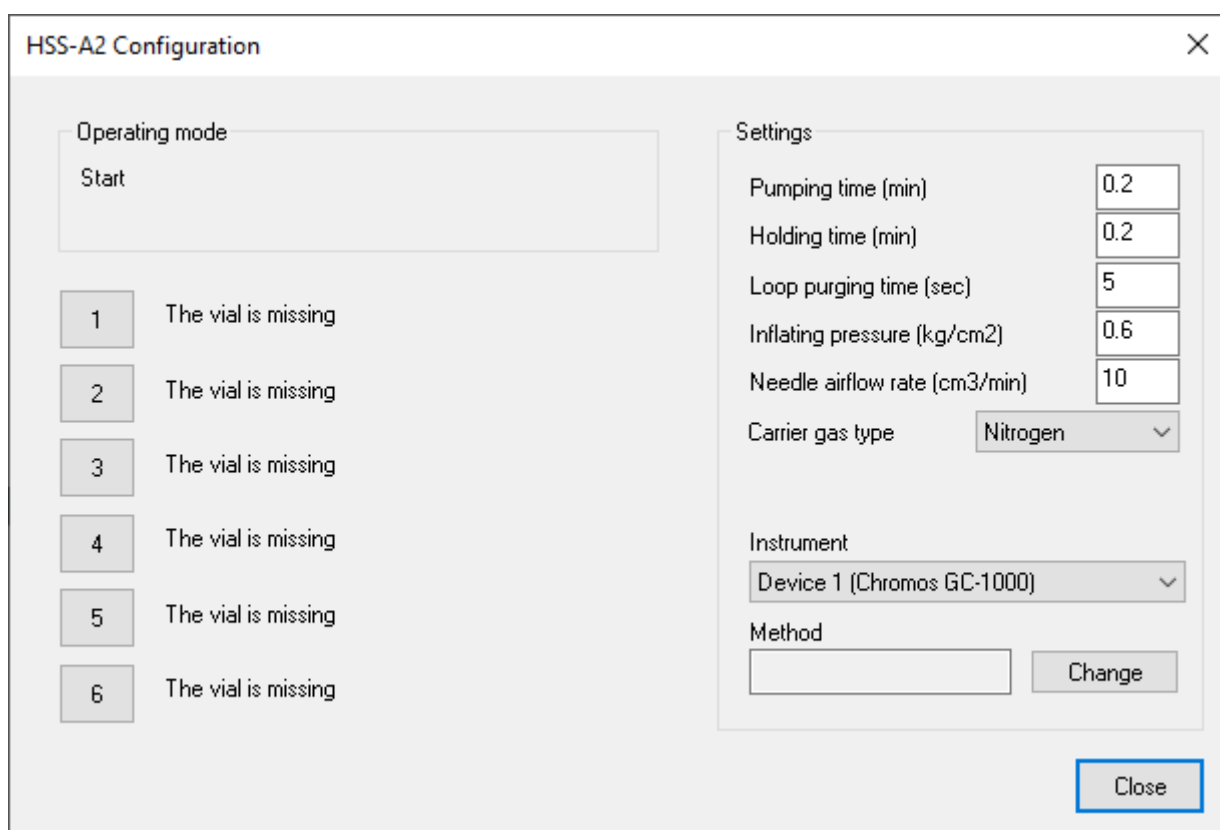 HSS-A2 Configuration
Operating mode
Start
1 The vial is missing
2 The vial is missing
3 The vial is missing
4 The vial is missing
5 The vial is missing
6 The vial is missing
Settings
Pumping time (min) 0.2
Holding time (min) 0.2
Loop purging time (sec) 5
Inflating pressure (kg/cm2) 0.6
Needle airflow rate (cm3/min) 10
Carrier gas type Nitrogen
Instrument
Device 1 (Chromos GC-1000)
Method
Change
Close